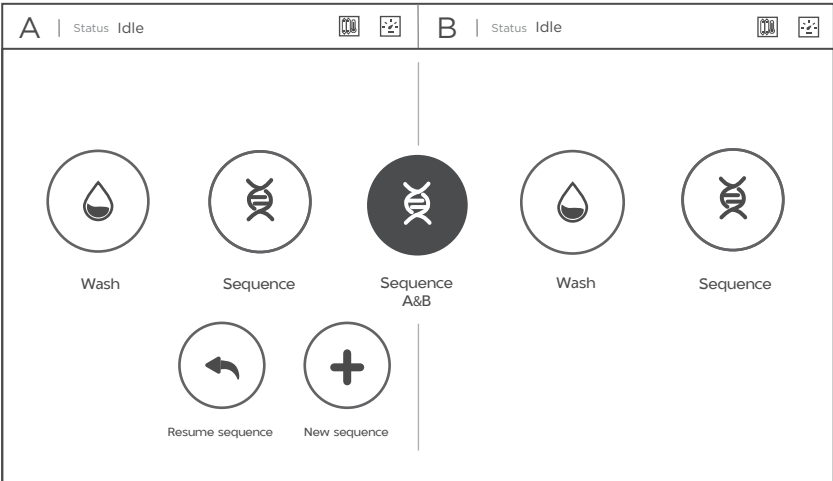 A | Status Idle
B | Status Idle
Wash
Sequence
Sequence
A&B
Wash
Sequence
Resume sequence
New sequence